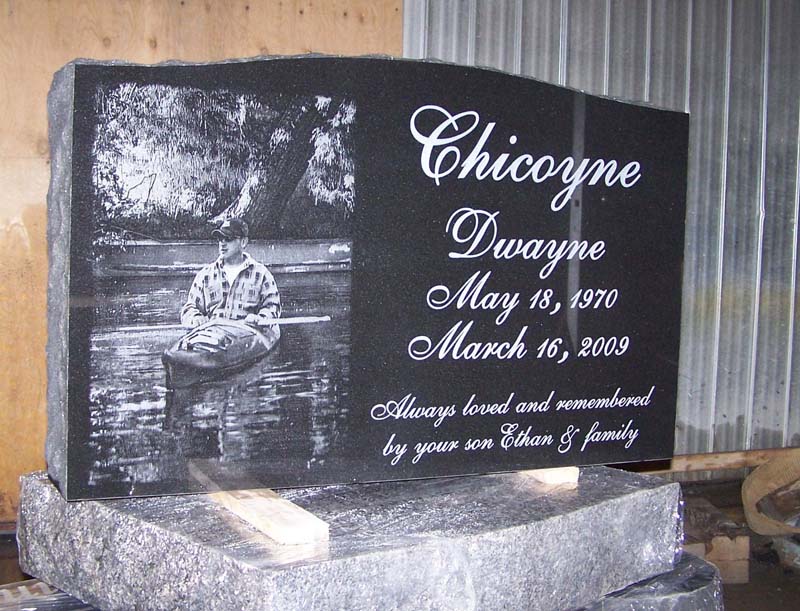 Chicoyne
Dwayne
May 18, 1970
March 16, 2009
Always loved and remembered
by your son Ethan & family